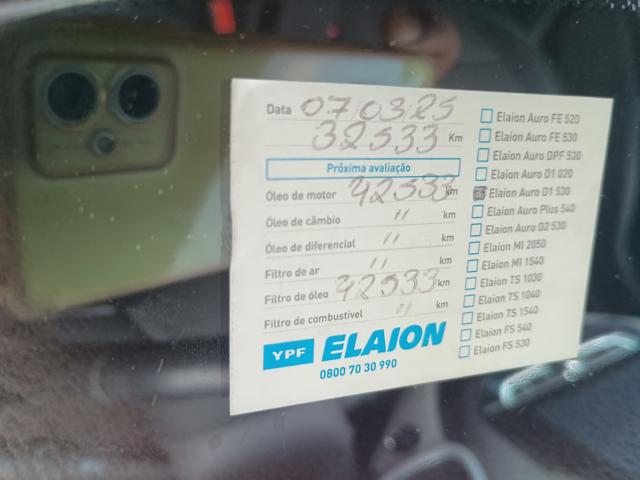 Data 07/03/25
32533 Km
Próxima avaliação
Óleo de motor 42533 km
Óleo de câmbio " km
Óleo de diferencial " km
Filtro de ar " km
Filtro de óleo 42533 km
Filtro de combustível " km
YPF ELAION
0800 70 30 990
Elaion Auro FE 520
Elaion Auro FE 530
Elaion Auro DPF 530
Elaion Auro D1 020
Elaion Auro D1 530
Elaion Auro Plus 540
Elaion Auro D2 530
Elaion MI 2050
Elaion MI 1540
Elaion TS 1030
Elaion TS 1040
Elaion TS 1540
Elaion FS 540
Elaion FS 530